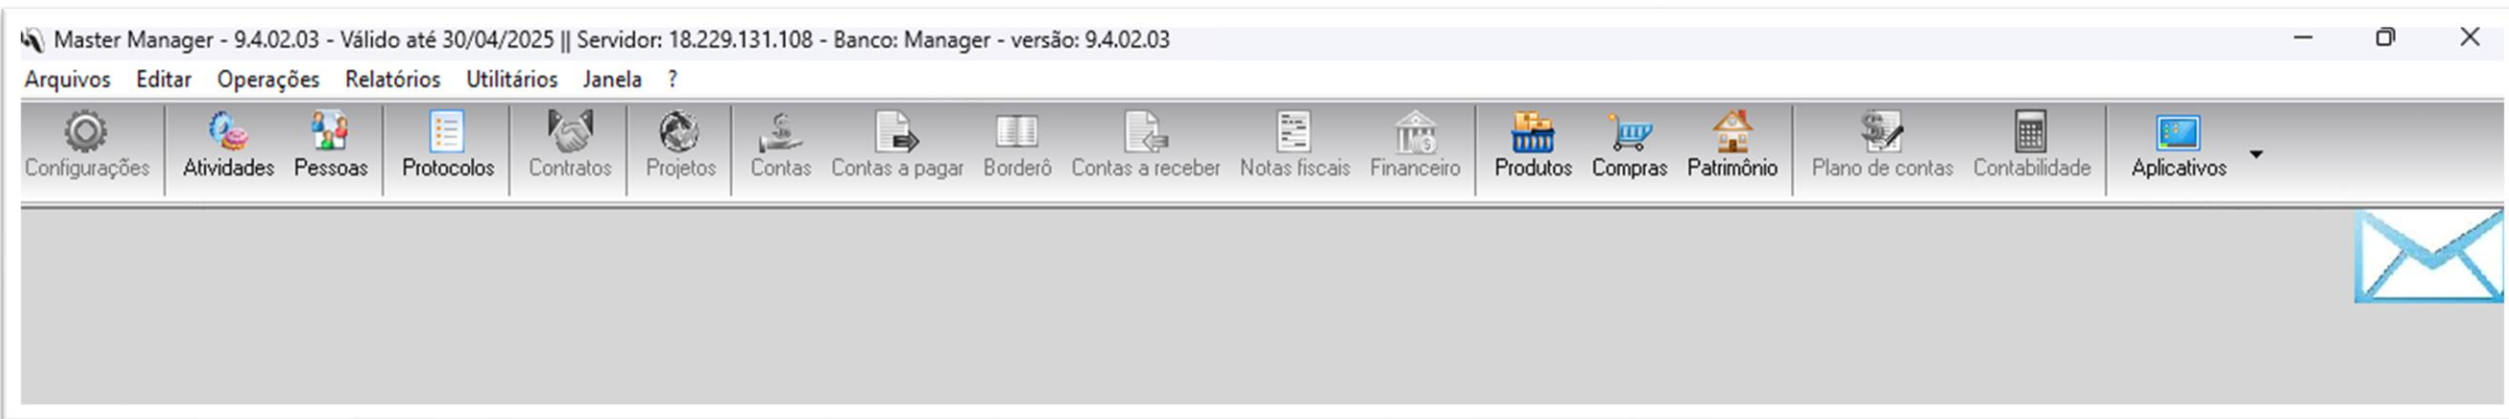 Master Manager - 9.4.02.03 - Válido até 30/04/2025 || Servidor: 18.229.131.108 - Banco: Manager - versão: 9.4.02.03
Arquivos Editar Operações Relatórios Utilitários Janela ?
Configurações Atividades Pessoas Protocolos Contratos Projetos Contas Contas a pagar Borderô Contas a receber Notas fiscais Financeiro Produtos Compras Patrimônio Plano de contas Contabilidade Aplicativos